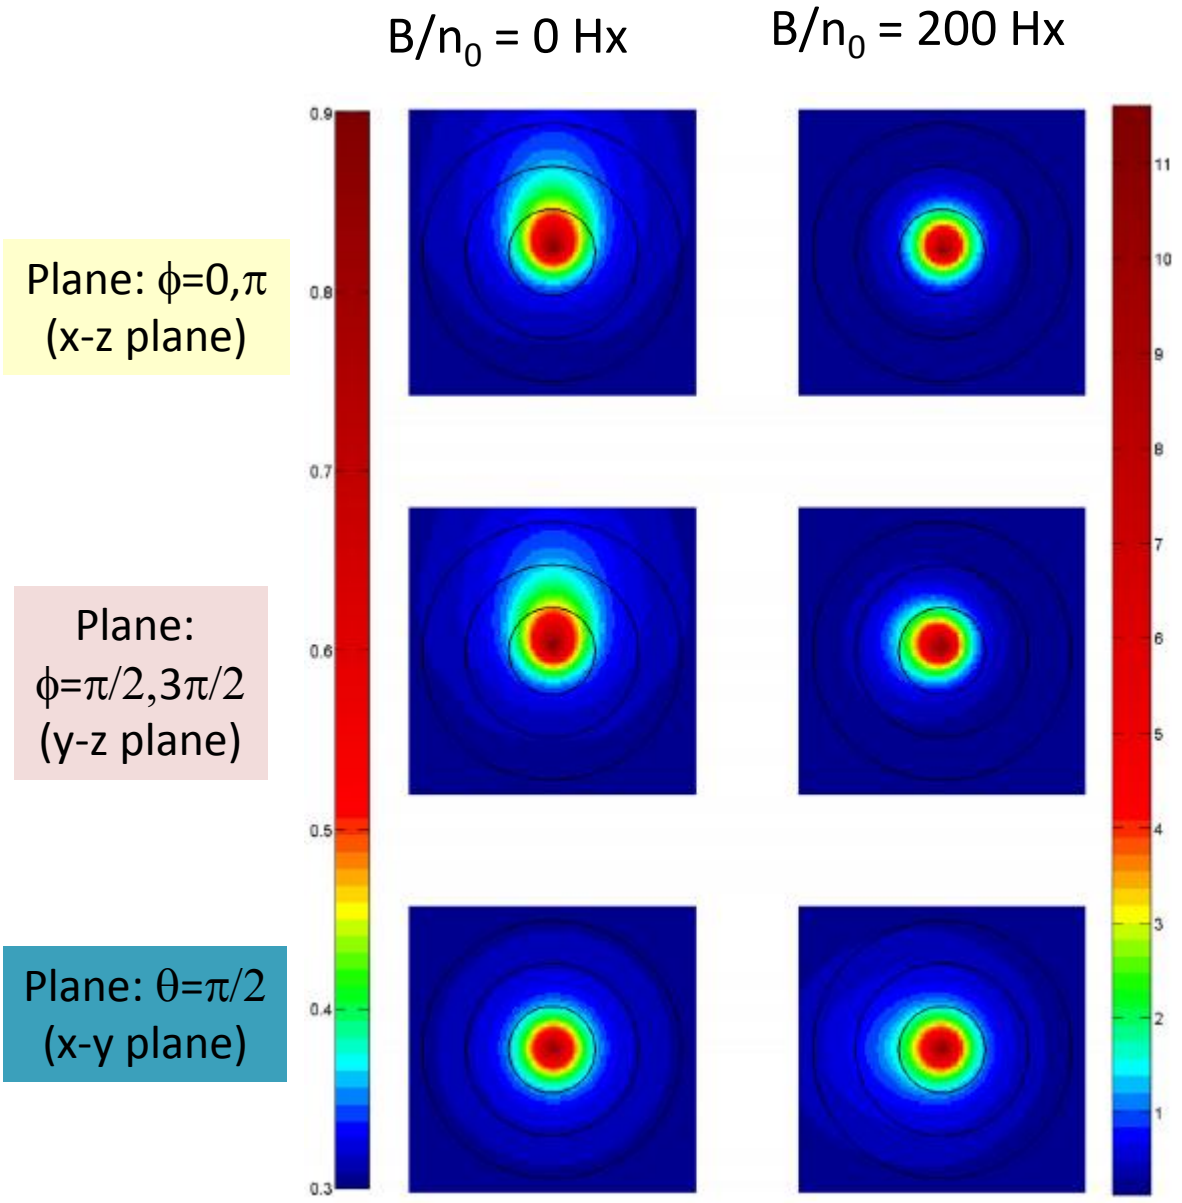 B/n₀ = 0 Hx
B/n₀ = 200 Hx
0.9
0.8
0.7
0.6
0.5
0.4
0.3
11
10
9
8
7
6
5
4
3
2
1
Plane: ϕ=0,π
(x-z plane)
Plane:
ϕ=π/2,3π/2
(y-z plane)
Plane: θ=π/2
(x-y plane)